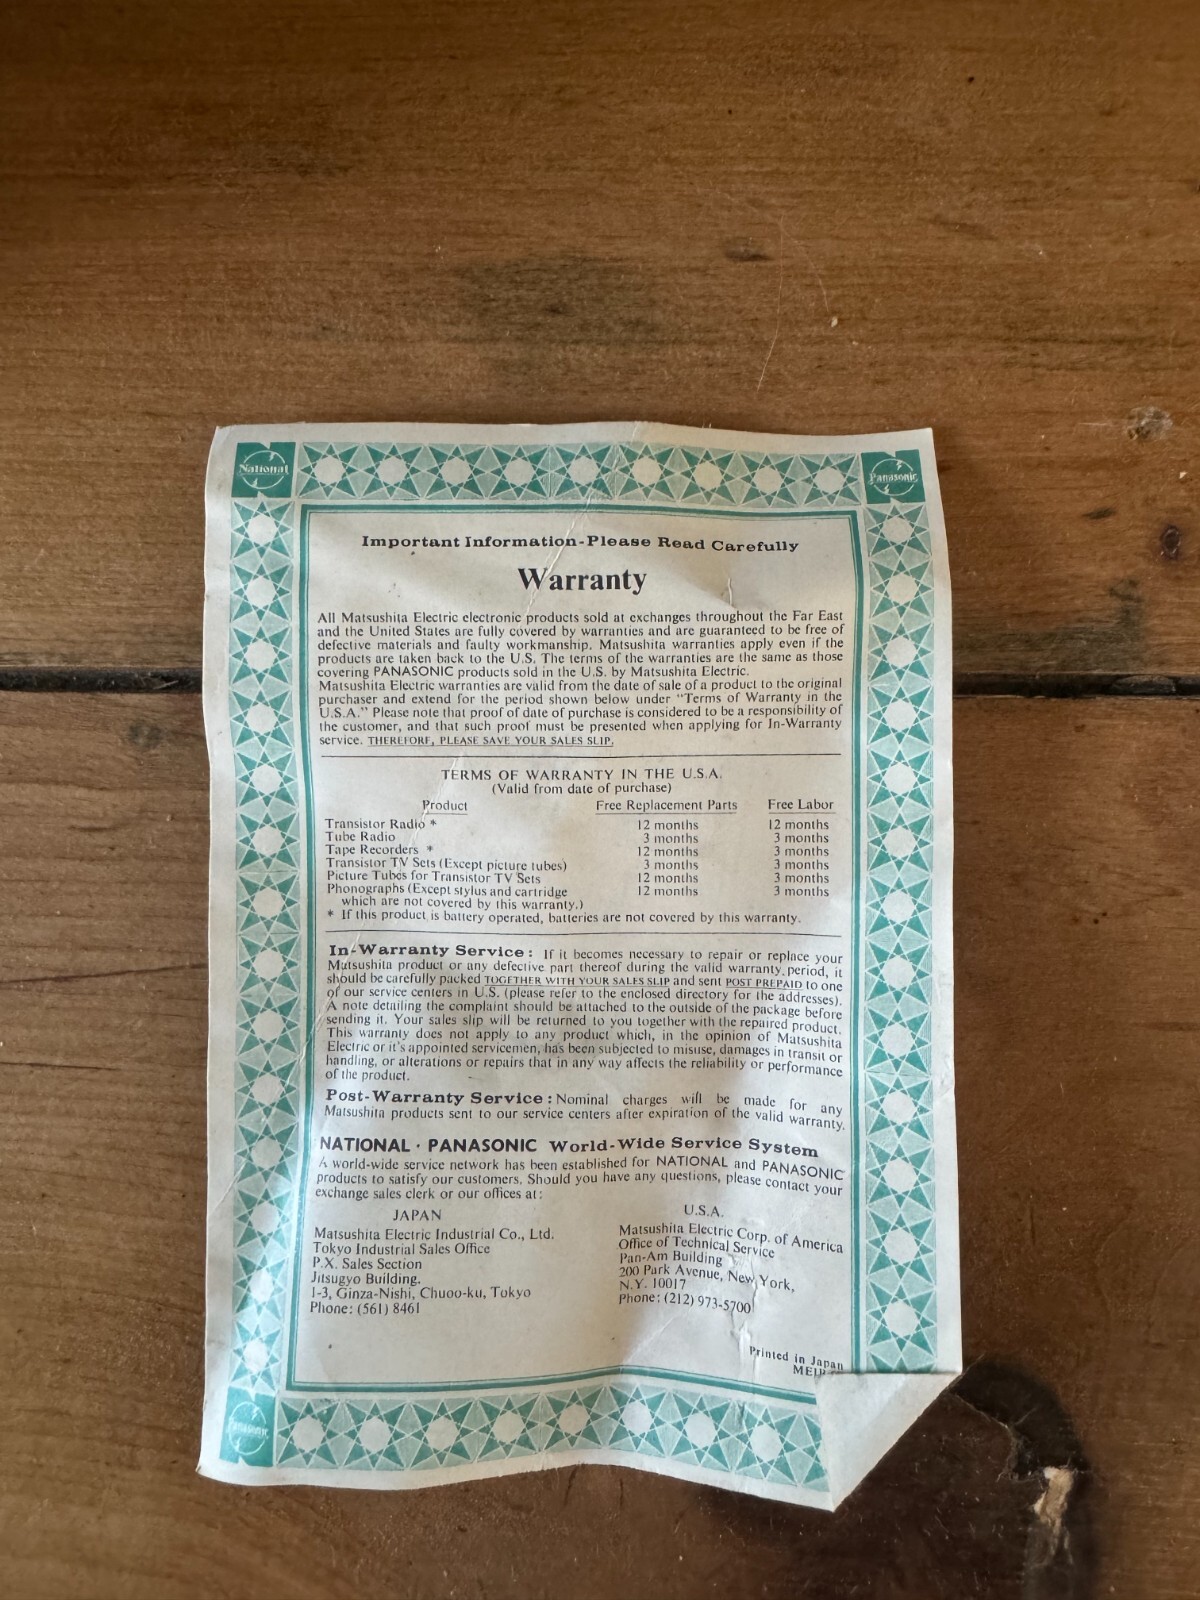 National
Panasonic
Important Information-Please Read Carefully
Warranty
All Matsushita Electric electronic products sold at exchanges throughout the Far East
and the United States are fully covered by warranties and are guaranteed to be free of
defective materials and faulty workmanship. Matsushita warranties apply even if the
products are taken back to the U.S. The terms of the warranties are the same as those
covering PANASONIC products sold in the U.S. by Matsushita Electric.
Matsushita Electric warranties are valid from the date of sale of a product to the original
purchaser and extend for the period shown below under "Terms of Warranty in the
U.S.A." Please note that proof of date of purchase is considered to be a responsibility of
the customer, and that such proof must be presented when applying for In-Warranty
service. THEREFORE, PLEASE SAVE YOUR SALES SLIP.
TERMS OF WARRANTY IN THE U.S.A.
(Valid from date of purchase)
Product Free Replacement Parts Free Labor
Transistor Radio * 12 months 12 months
Tube Radio 3 months 3 months
Tape Recorders * 12 months 3 months
Transistor TV Sets (Except picture tubes) 3 months 3 months
Picture Tubes for Transistor TV Sets 12 months 3 months
Phonographs (Except stylus and cartridge 12 months 3 months
which are not covered by this warranty.)
* If this product is battery operated, batteries are not covered by this warranty.
In-Warranty Service: If it becomes necessary to repair or replace your
Matsushita product or any defective part thereof during the valid warranty period, it
should be carefully packed TOGETHER WITH YOUR SALES SLIP and sent POST PREPAID to one
of our service centers in U.S. (please refer to the enclosed directory for the addresses).
A note detailing the complaint should be attached to the outside of the package before
sending it. Your sales slip will be returned to you together with the repaired product.
This warranty does not apply to any product which, in the opinion of Matsushita
Electric or it's appointed servicemen, has been subjected to misuse, damages in transit or
handling, or alterations or repairs that in any way affects the reliability or performance
of the product.
Post-Warranty Service: Nominal charges will be made for any
Matsushita products sent to our service centers after expiration of the valid warranty.
NATIONAL · PANASONIC World-Wide Service System
A world-wide service network has been established for NATIONAL and PANASONIC
products to satisfy our customers. Should you have any questions, please contact your
exchange sales clerk or our offices at:
JAPAN
Matsushita Electric Industrial Co., Ltd.
Tokyo Industrial Sales Office
P.X. Sales Section
Jitsugyo Building.
1-3, Ginza-Nishi, Chuoo-ku, Tokyo
Phone: (561) 8461
U.S.A.
Matsushita Electric Corp. of America
Office of Technical Service
Pan-Am Building
200 Park Avenue, New York,
N.Y. 10017
Phone: (212) 973-5700
Printed in Japan
Panasonic